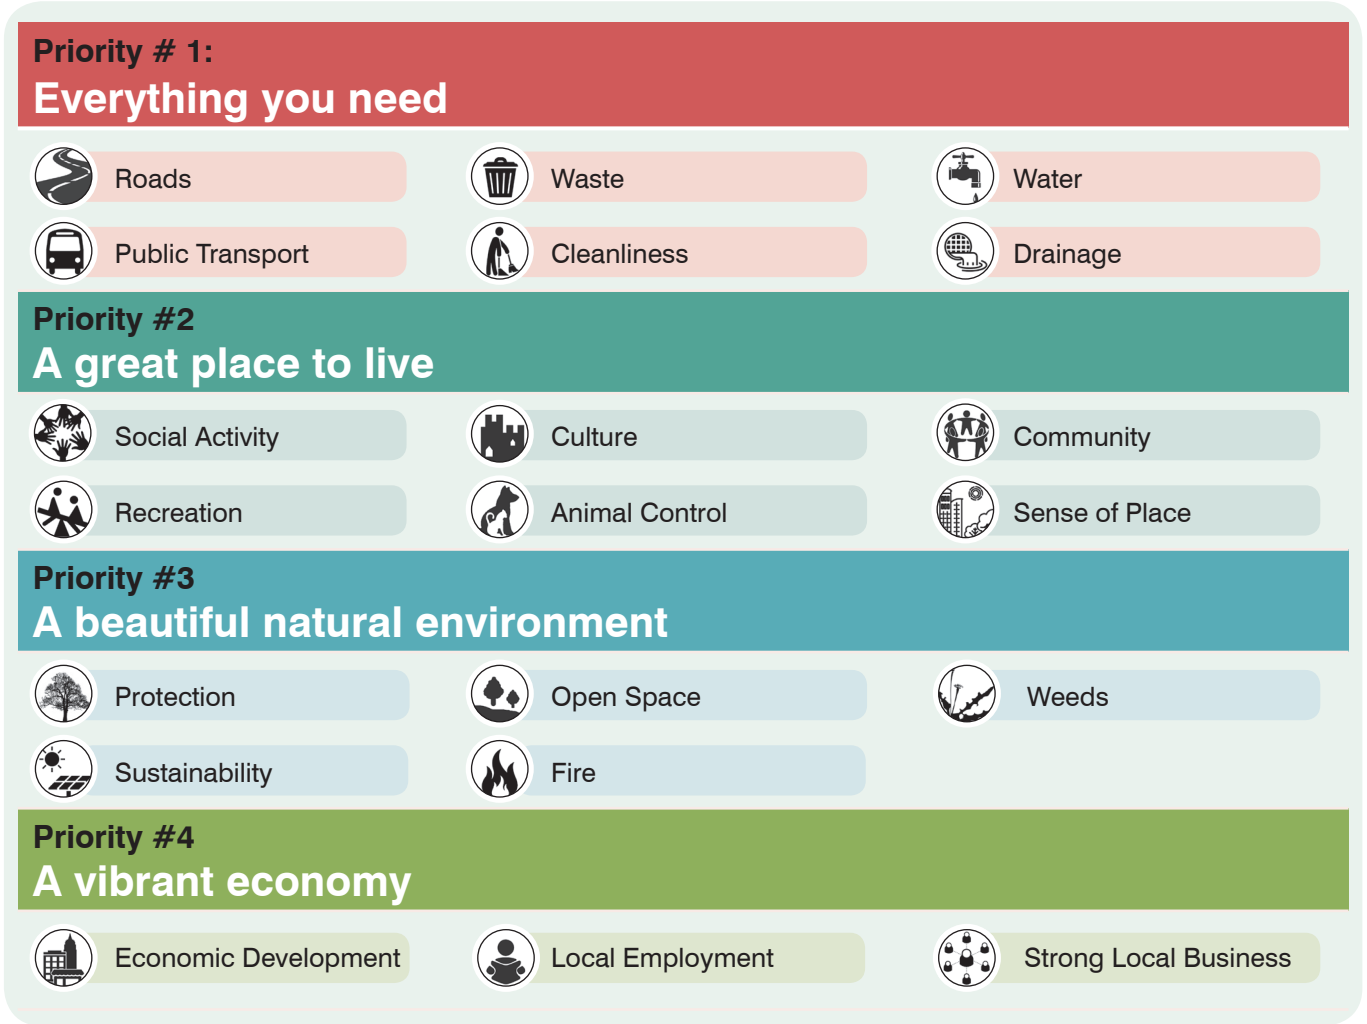 Priority # 1:
Everything you need
Roads
Waste
Water
Public Transport
Cleanliness
Drainage
Priority #2
A great place to live
Social Activity
Culture
Community
Recreation
Animal Control
Sense of Place
Priority #3
A beautiful natural environment
Protection
Open Space
Weeds
Sustainability
Fire
Priority #4
A vibrant economy
Economic Development
Local Employment
Strong Local Business